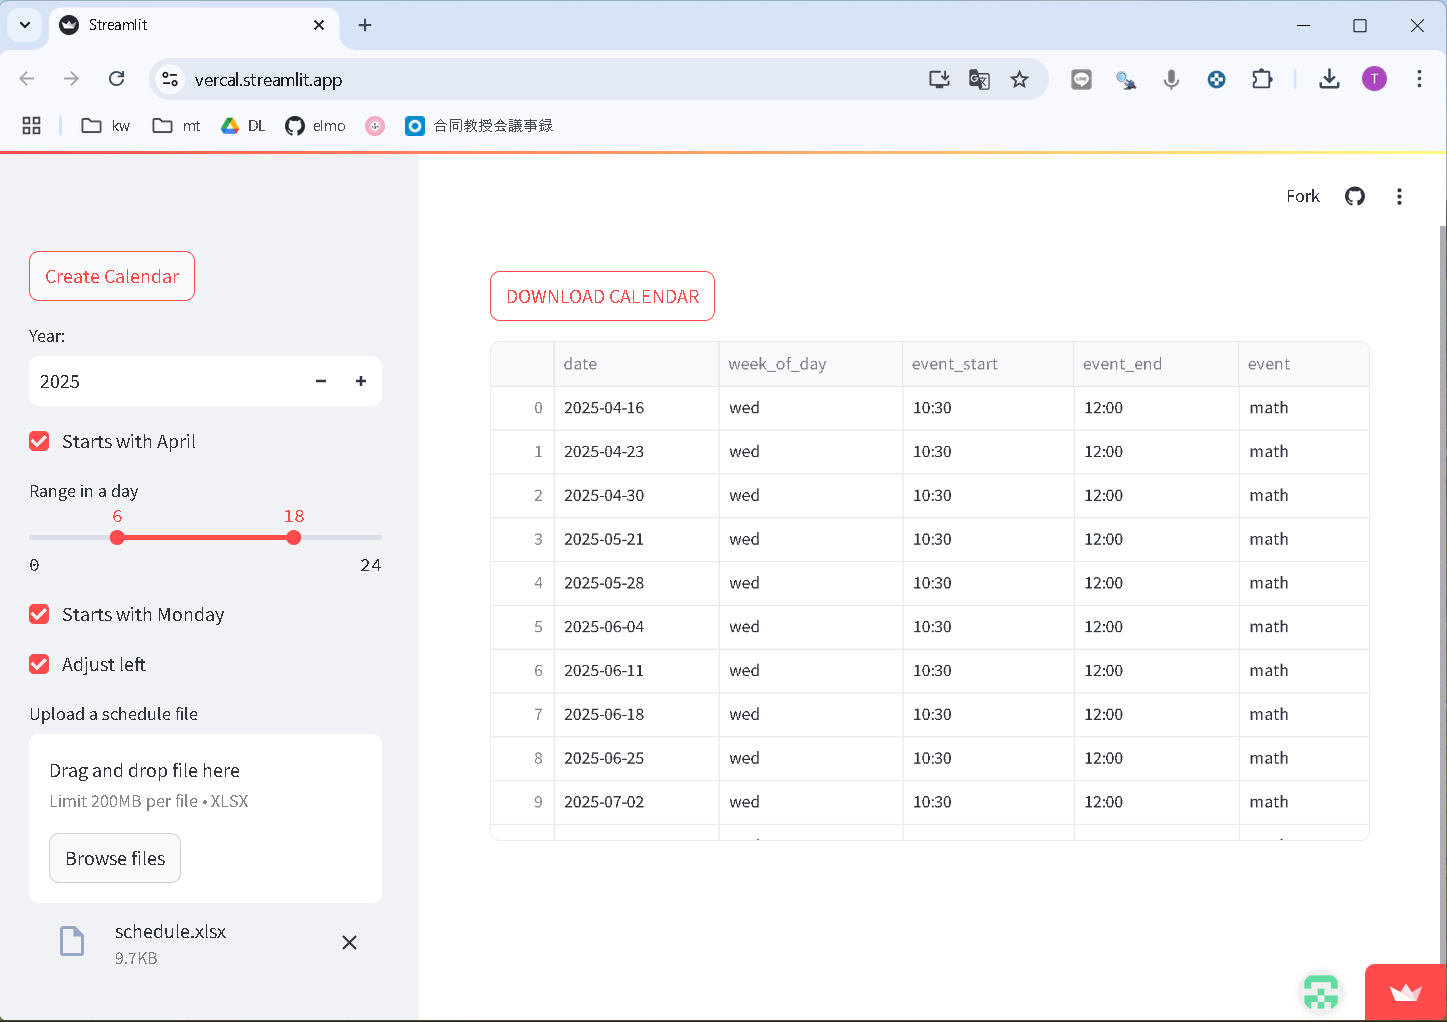 Streamlit
vercal.streamlit.app
kw
mt
DL
elmo
合同教授会議事録
Fork
Create Calendar
Year:
2025
Starts with April
Range in a day
6
18
0
24
Starts with Monday
Adjust left
Upload a schedule file
Drag and drop file here
Limit 200MB per file • XLSX
Browse files
schedule.xlsx
9.7KB
DOWNLOAD CALENDAR
date week_of_day event_start event_end event
0 2025-04-16 wed 10:30 12:00 math
1 2025-04-23 wed 10:30 12:00 math
2 2025-04-30 wed 10:30 12:00 math
3 2025-05-21 wed 10:30 12:00 math
4 2025-05-28 wed 10:30 12:00 math
5 2025-06-04 wed 10:30 12:00 math
6 2025-06-11 wed 10:30 12:00 math
7 2025-06-18 wed 10:30 12:00 math
8 2025-06-25 wed 10:30 12:00 math
9 2025-07-02 wed 10:30 12:00 math
LINE
T